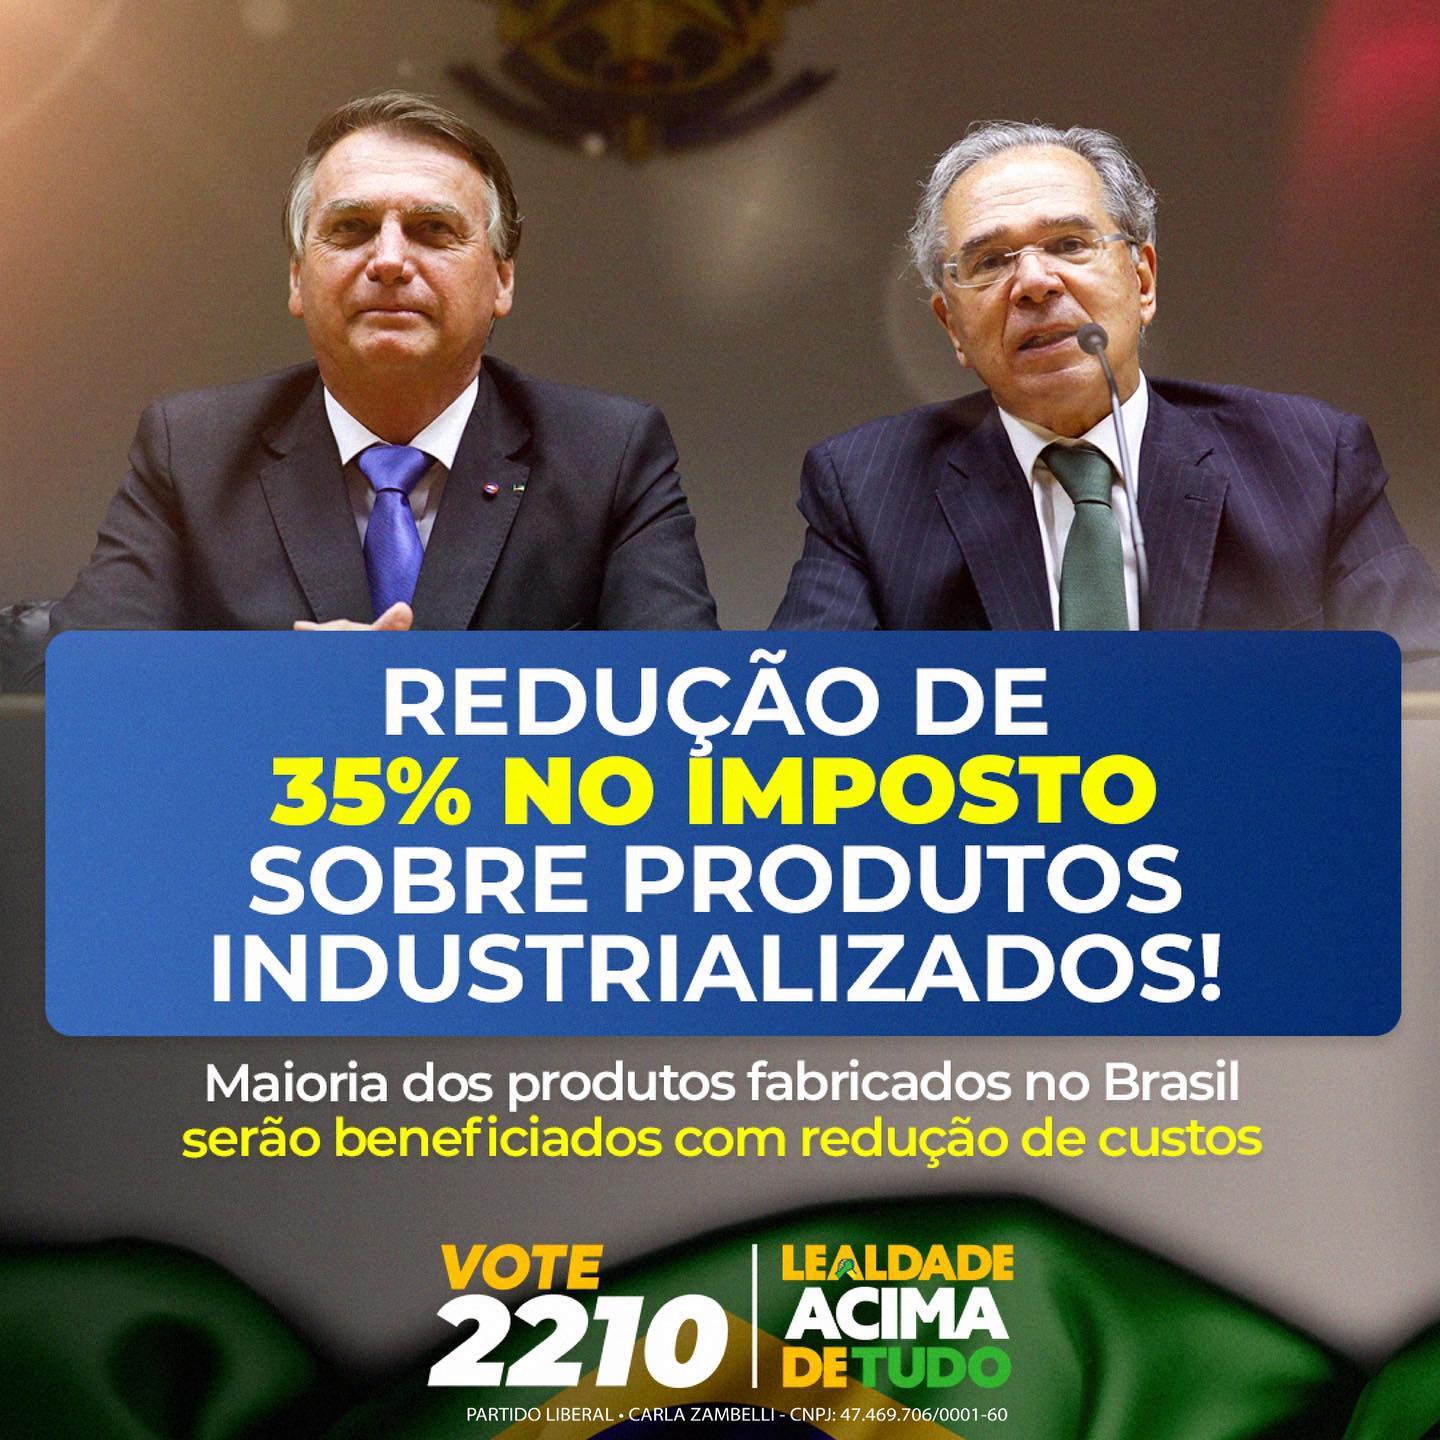 REDUÇÃO DE
35% NO IMPOSTO
SOBRE PRODUTOS
INDUSTRIALIZADOS!
Maioria dos produtos fabricados no Brasil
serão beneficiados com redução de custos
VOTE
2210
LEALDADE
ACIMA
DE TUDO
PARTIDO LIBERAL • CARLA ZAMBELLI - CNPJ: 47.469.706/0001-60